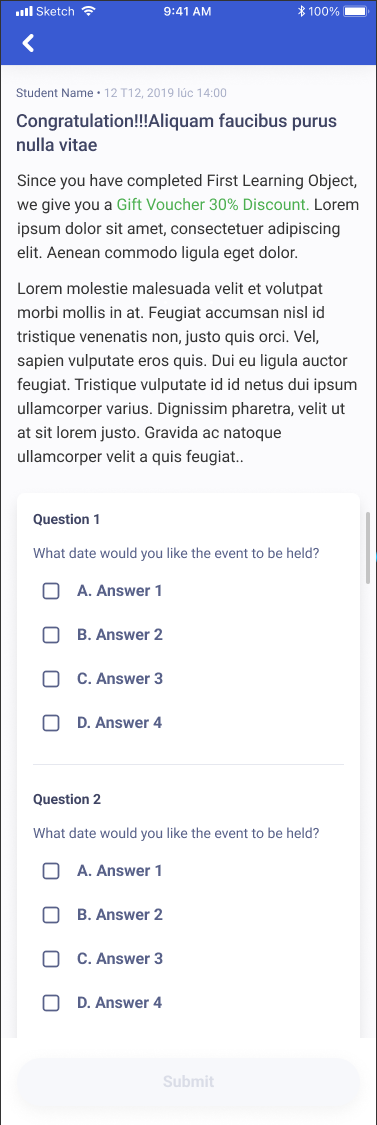 Sketch 9:41 AM 100%
Student Name • 12 T12, 2019 lúc 14:00
Congratulation!!!Aliquam faucibus purus
nulla vitae
Since you have completed First Learning Object,
we give you a Gift Voucher 30% Discount. Lorem
ipsum dolor sit amet, consectetuer adipiscing
elit. Aenean commodo ligula eget dolor.
Lorem molestie malesuada velit et volutpat
morbi mollis in at. Feugiat accumsan nisl id
tristique venenatis non, justo quis orci. Vel,
sapien vulputate eros quis. Dui eu ligula auctor
feugiat. Tristique vulputate id id netus dui ipsum
ullamcorper varius. Dignissim pharetra, velit ut
at sit lorem justo. Gravida ac natoque
ullamcorper velit a quis feugiat..
Question 1
What date would you like the event to be held?
A. Answer 1
B. Answer 2
C. Answer 3
D. Answer 4
Question 2
What date would you like the event to be held?
A. Answer 1
B. Answer 2
C. Answer 3
D. Answer 4
Submit